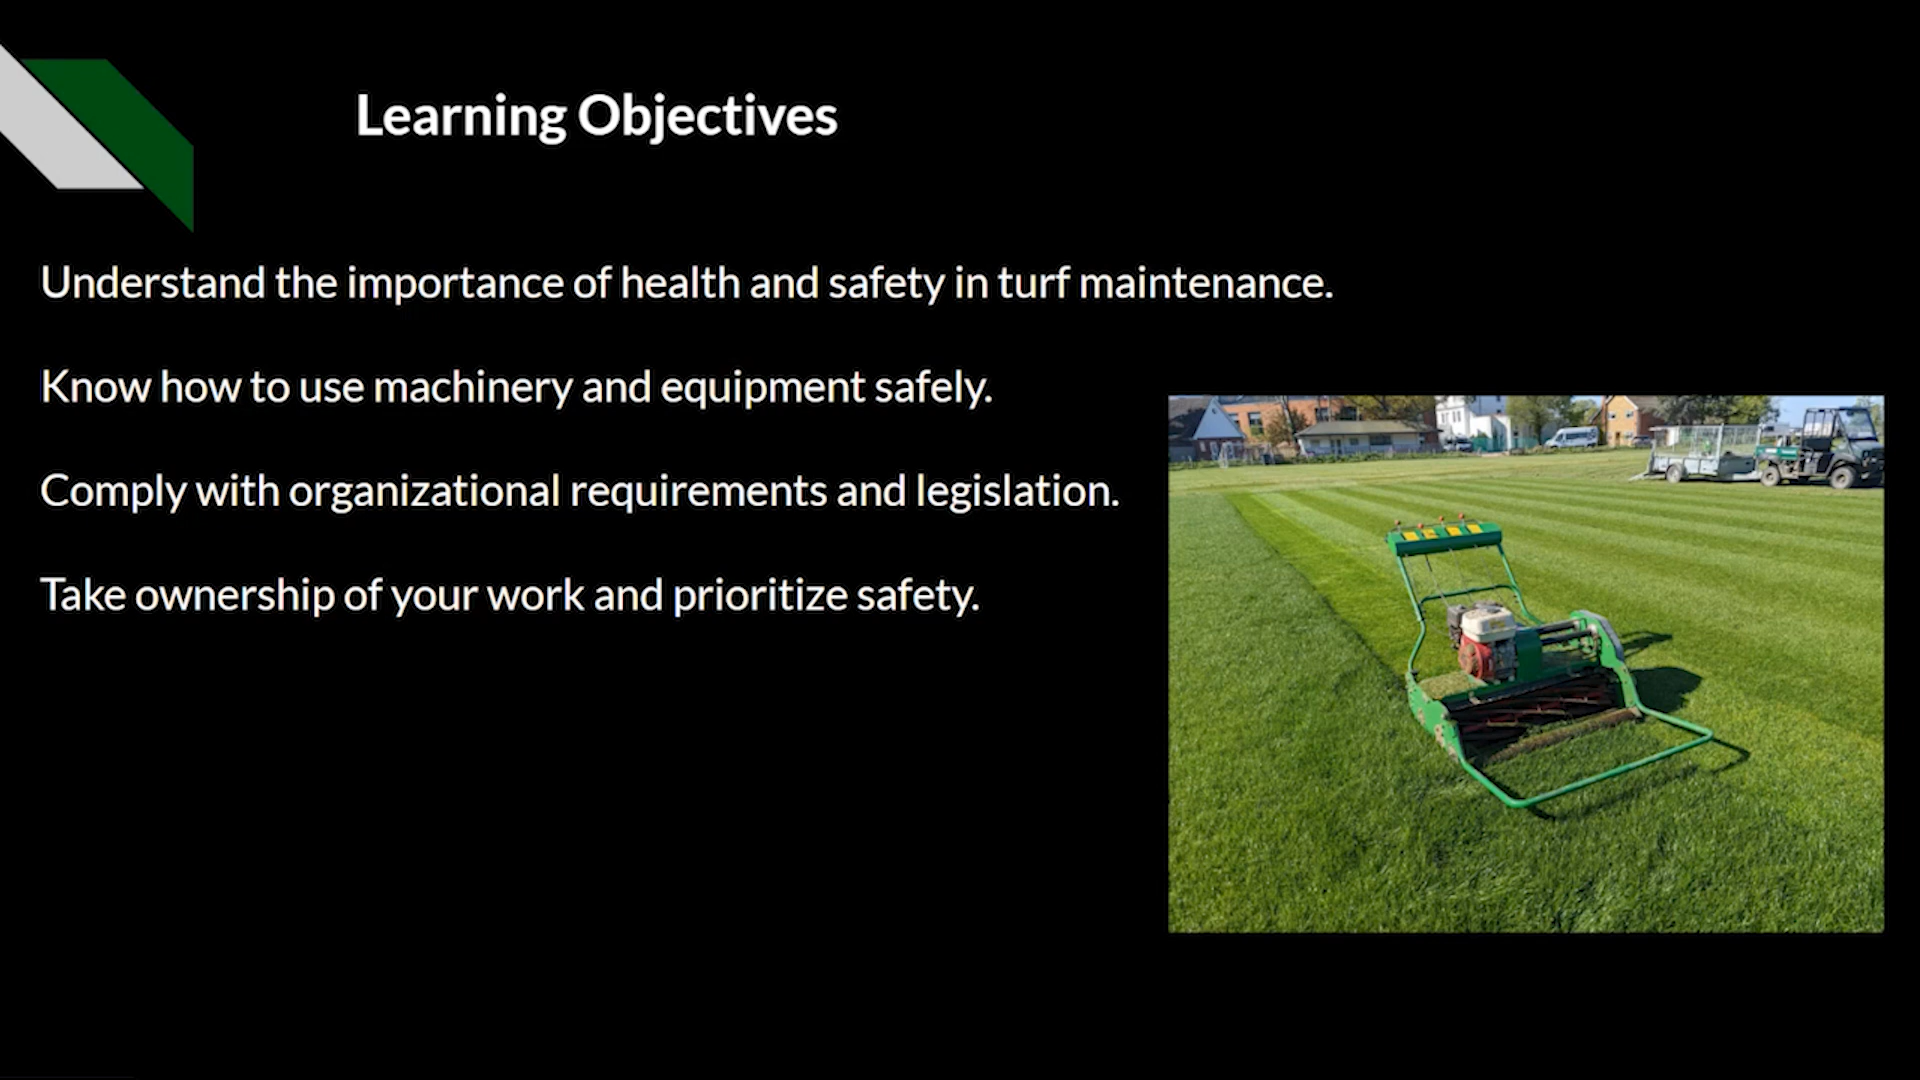 Learning Objectives
Understand the importance of health and safety in turf maintenance.
Know how to use machinery and equipment safely.
Comply with organizational requirements and legislation.
Take ownership of your work and prioritize safety.